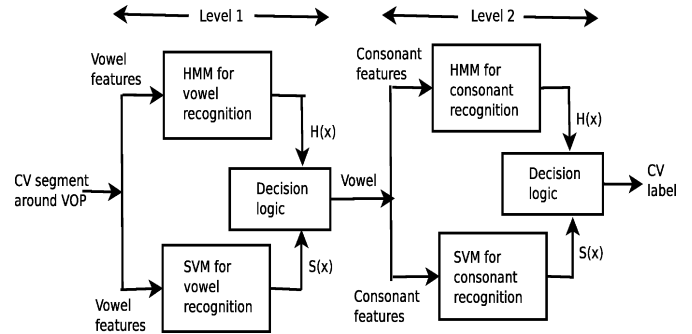 Level 1
Level 2
Vowel
features
HMM for
vowel
recognition
H(x)
CV segment
around VOP
Decision
logic
Vowel
SVM for
vowel
recognition
S(x)
Vowel
features
Consonant
features
HMM for
consonant
recognition
H(x)
Decision
logic
CV
label
SVM for
consonant
recognition
S(x)
Consonant
features